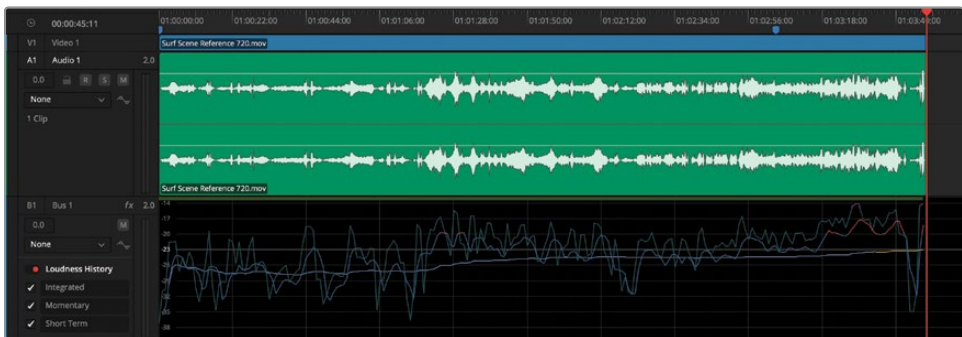 00:00:45:11
01:00:00:00 01:00:22:00 01:00:44:00 01:01:06:00 01:01:28:00 01:01:50:00 01:02:12:00 01:02:34:00 01:02:56:00 01:03:18:00
V1 Video 1
Surf Scene Reference 720.mov
A1 Audio 1 2.0
0.0 R S M
None
1 Clip
Surf Scene Reference 720.mov
B1 Bus 1 fx 2.0
0.0 M
None
Loudness History
Integrated
Momentary
Short Term
-14
-17
-20
-23